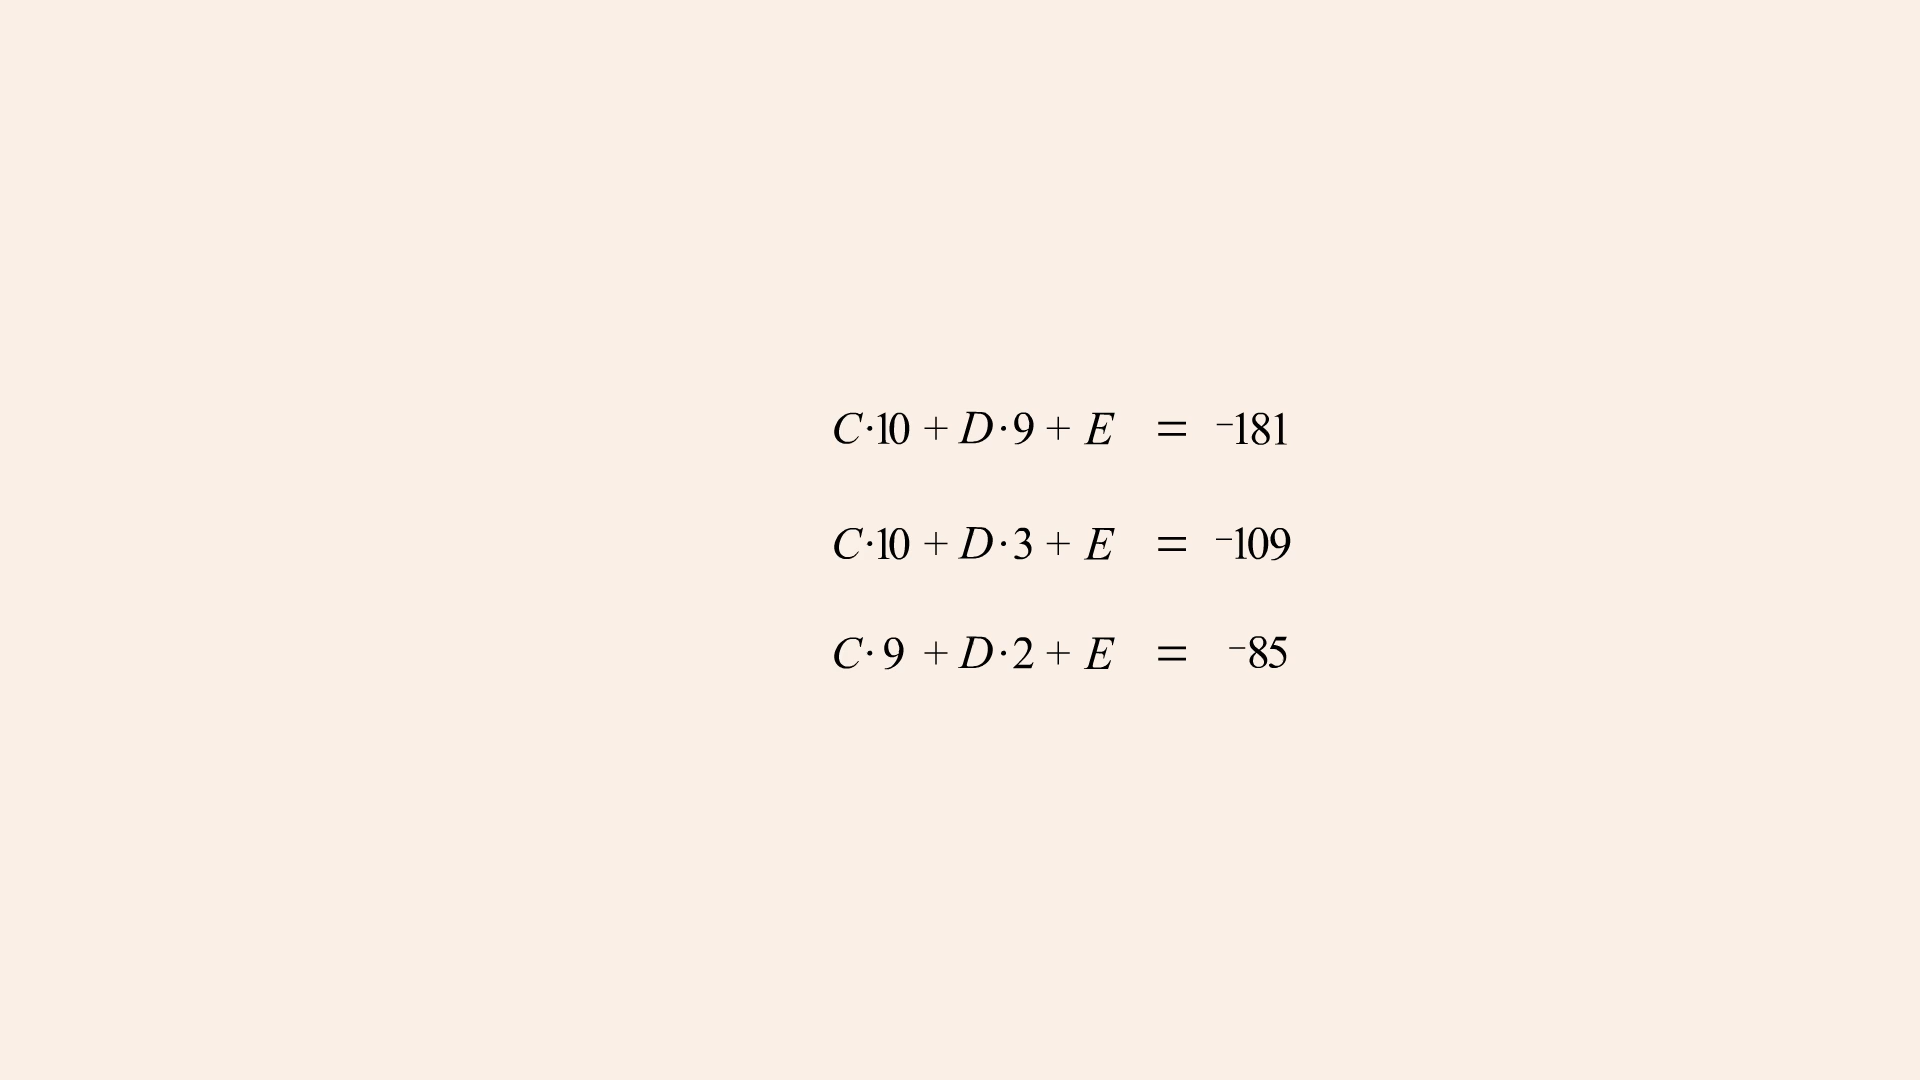 C·10 + D·9 + E = −181
C·10 + D·3 + E = −109
C·9 + D·2 + E = −85